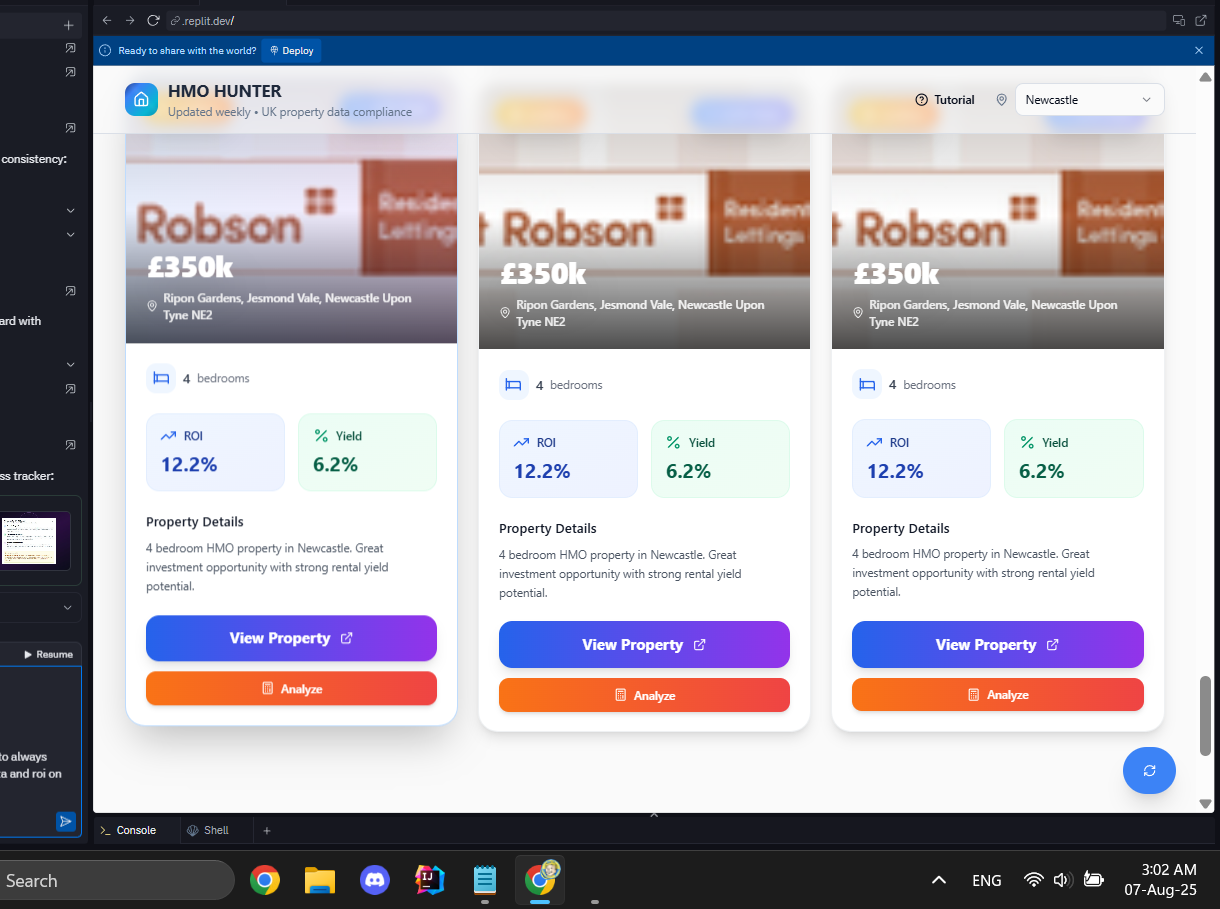 .replit.dev/
Ready to share with the world?
Deploy
HMO HUNTER
Updated weekly • UK property data compliance
Tutorial
Newcastle
consistency:
ard with
ss tracker:
Resume
to always
a and roi on
Robson
Residen
Lettings
£350k
Ripon Gardens, Jesmond Vale, Newcastle Upon
Tyne NE2
4 bedrooms
ROI
12.2%
Yield
6.2%
Property Details
4 bedroom HMO property in Newcastle. Great
investment opportunity with strong rental yield
potential.
View Property
Analyze
t Robson
Resident
Lettings
£350k
Ripon Gardens, Jesmond Vale, Newcastle Upon
Tyne NE2
4 bedrooms
ROI
12.2%
Yield
6.2%
Property Details
4 bedroom HMO property in Newcastle. Great
investment opportunity with strong rental yield
potential.
View Property
Analyze
t Robson
Resident
Lettings
£350k
Ripon Gardens, Jesmond Vale, Newcastle Upon
Tyne NE2
4 bedrooms
ROI
12.2%
Yield
6.2%
Property Details
4 bedroom HMO property in Newcastle. Great
investment opportunity with strong rental yield
potential.
View Property
Analyze
Console
Shell
Search
IJ
ENG
3:02 AM
07-Aug-25